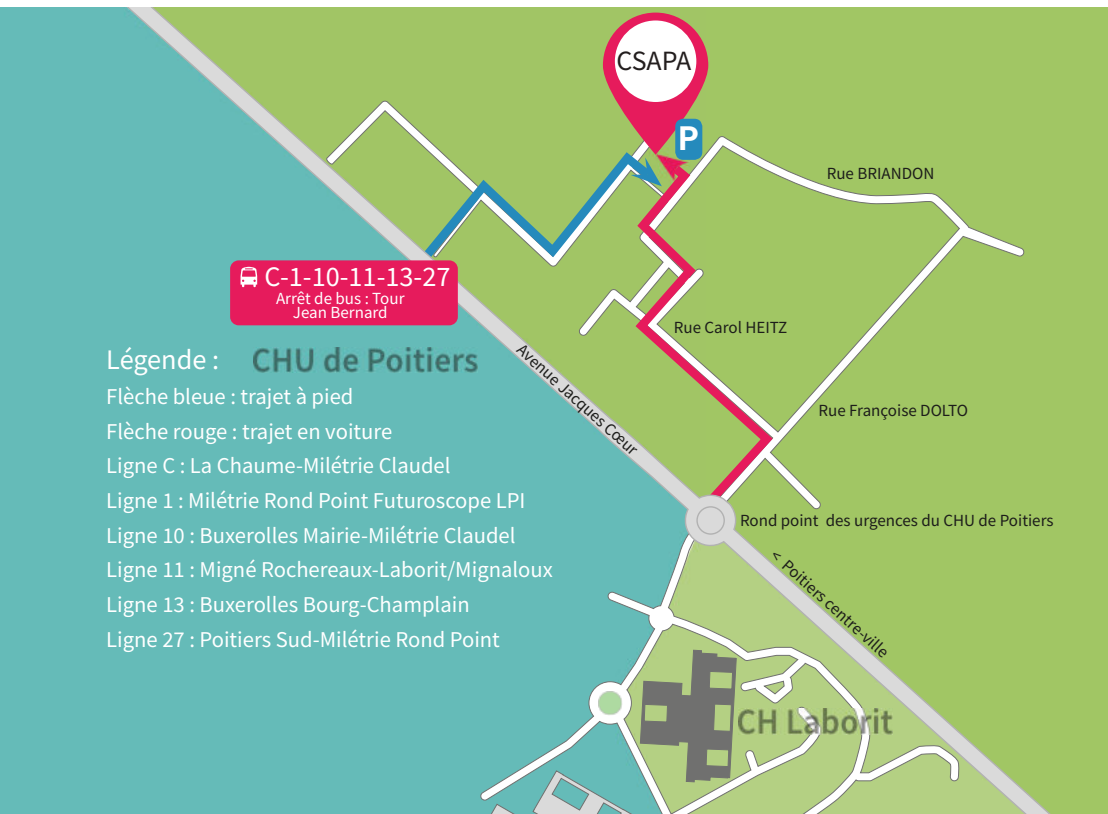 CSAPA
P
Rue BRIANDON
C-1-10-11-13-27
Arrêt de bus : Tour
Jean Bernard
Rue Carol HEITZ
Légende :
CHU de Poitiers
Avenue Jacques Cœur
Flèche bleue : trajet à pied
Rue Françoise DOLTO
Flèche rouge : trajet en voiture
Ligne C : La Chaume-Milétrie Claudel
Ligne 1 : Milétrie Rond Point Futuroscope LPI
Ligne 10 : Buxerolles Mairie-Milétrie Claudel
Ligne 11 : Migné Rochereaux-Laborit/Mignaloux
Ligne 13 : Buxerolles Bourg-Champlain
Ligne 27 : Poitiers Sud-Milétrie Rond Point
Rond point des urgences du CHU de Poitiers
< Poitiers centre-ville
CH Laborit